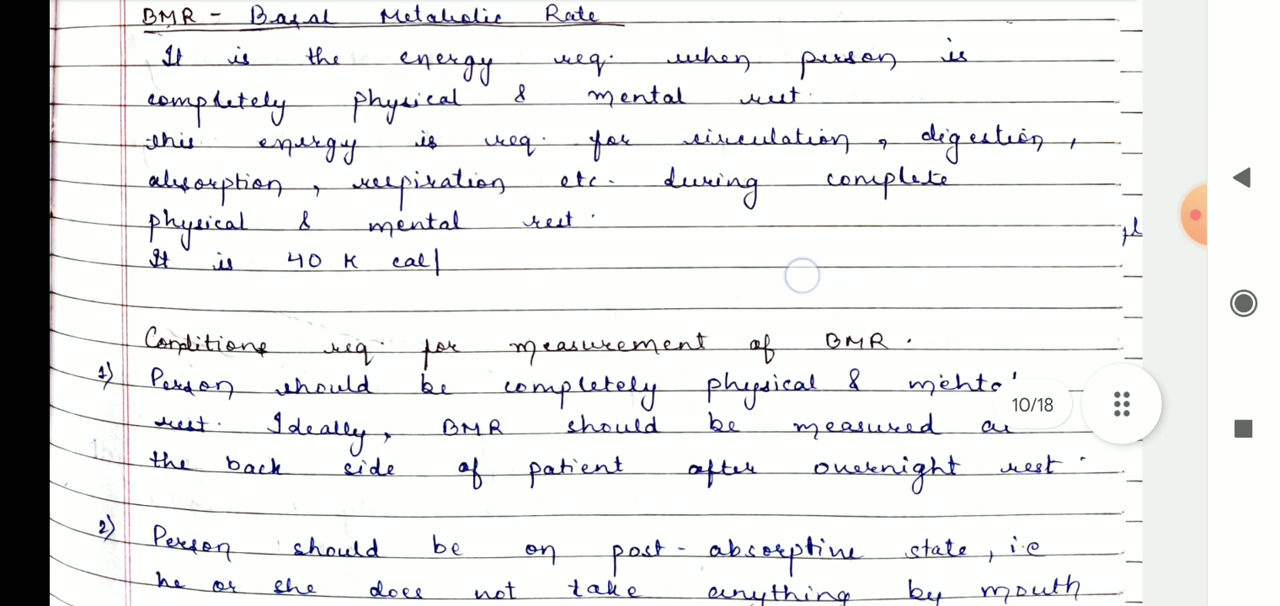 BMR - Basal Metabolic Rate
It is the energy req. when person is
completely physical & mental rest.
this energy is req. for circulation, digestion,
absorption, respiration etc. during complete
physical & mental rest.
It is 40 K cal/
Conditions req. for measurement of BMR.
1) Person should be completely physical & mental
10/18
rest. Ideally, BMR should be measured
the back side of patient after overnight rest.
2) Person should be on post-absorptive state, i.e
he or she does not take anything by mouth